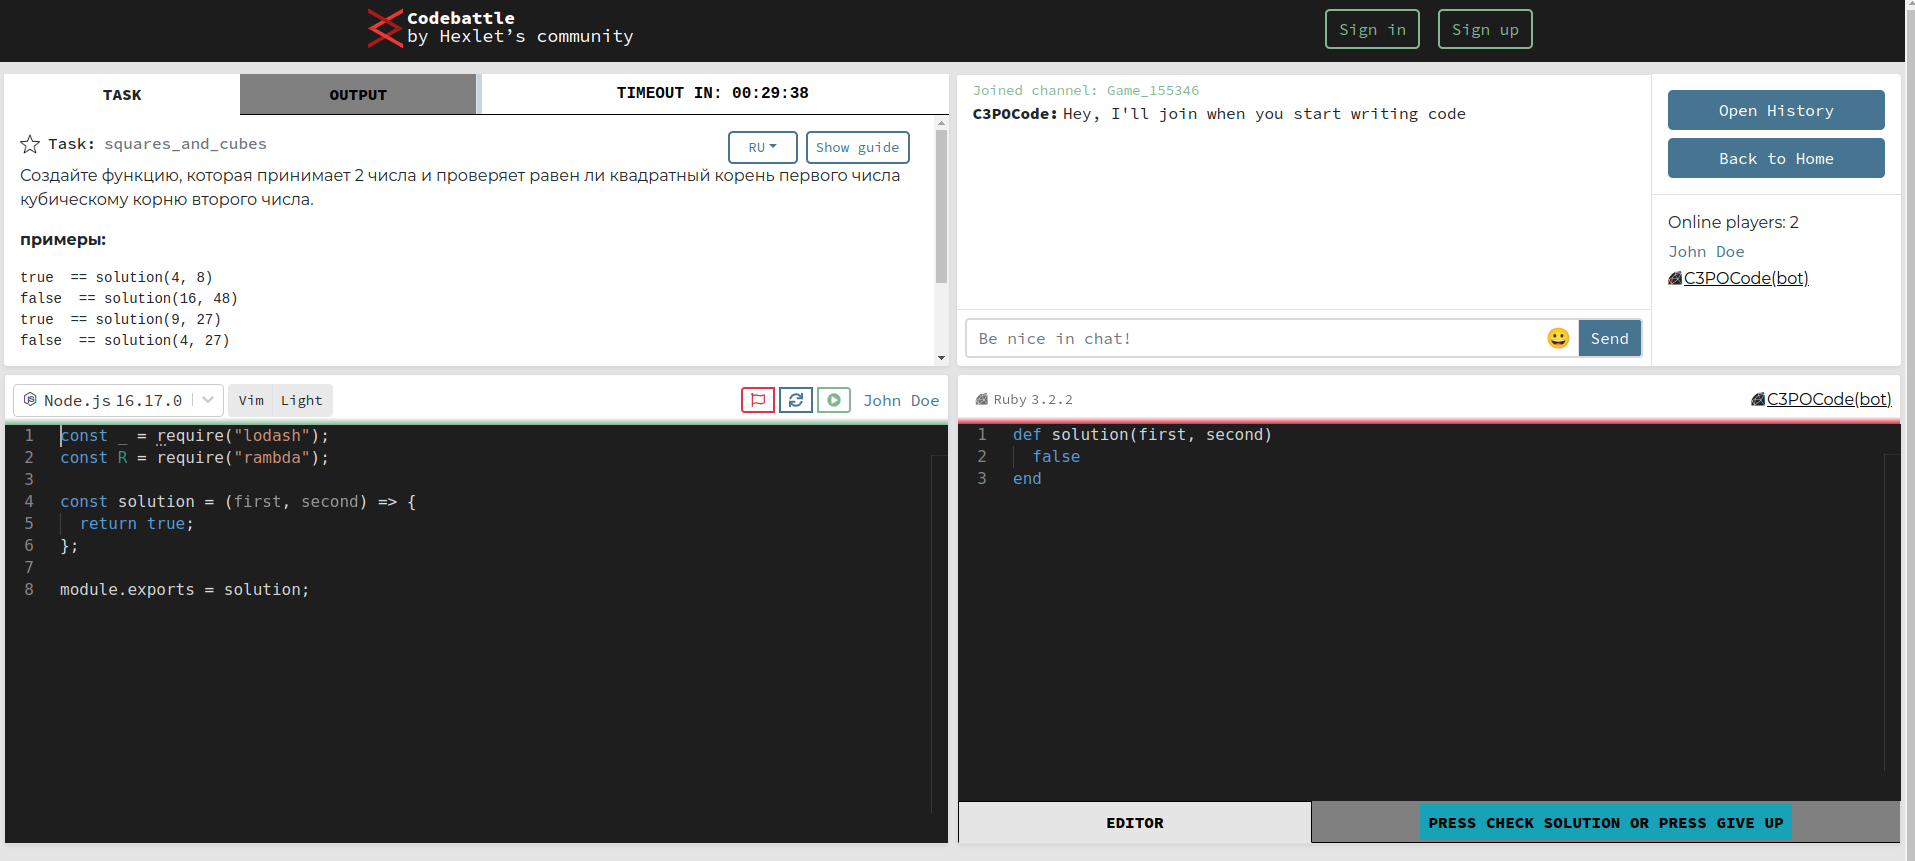 Codebattle
by Hexlet’s community
Sign in
Sign up
TASK
OUTPUT
TIMEOUT IN: 00:29:38
Task: squares_and_cubes
RU
Show guide
Создайте функцию, которая принимает 2 числа и проверяет равен ли квадратный корень первого числа
кубическому корню второго числа.
примеры:
true  == solution(4, 8)
false  == solution(16, 48)
true  == solution(9, 27)
false  == solution(4, 27)
Joined channel: Game_155346
C3POCode: Hey, I'll join when you start writing code
Be nice in chat!
Send
Open History
Back to Home
Online players: 2
John Doe
C3POCode(bot)
Node.js 16.17.0
Vim
Light
John Doe
1 const _ = require("lodash");
2 const R = require("rambda");
3
4 const solution = (first, second) => {
5   return true;
6 };
7
8 module.exports = solution;
Ruby 3.2.2
C3POCode(bot)
1 def solution(first, second)
2   false
3 end
EDITOR
PRESS CHECK SOLUTION OR PRESS GIVE UP